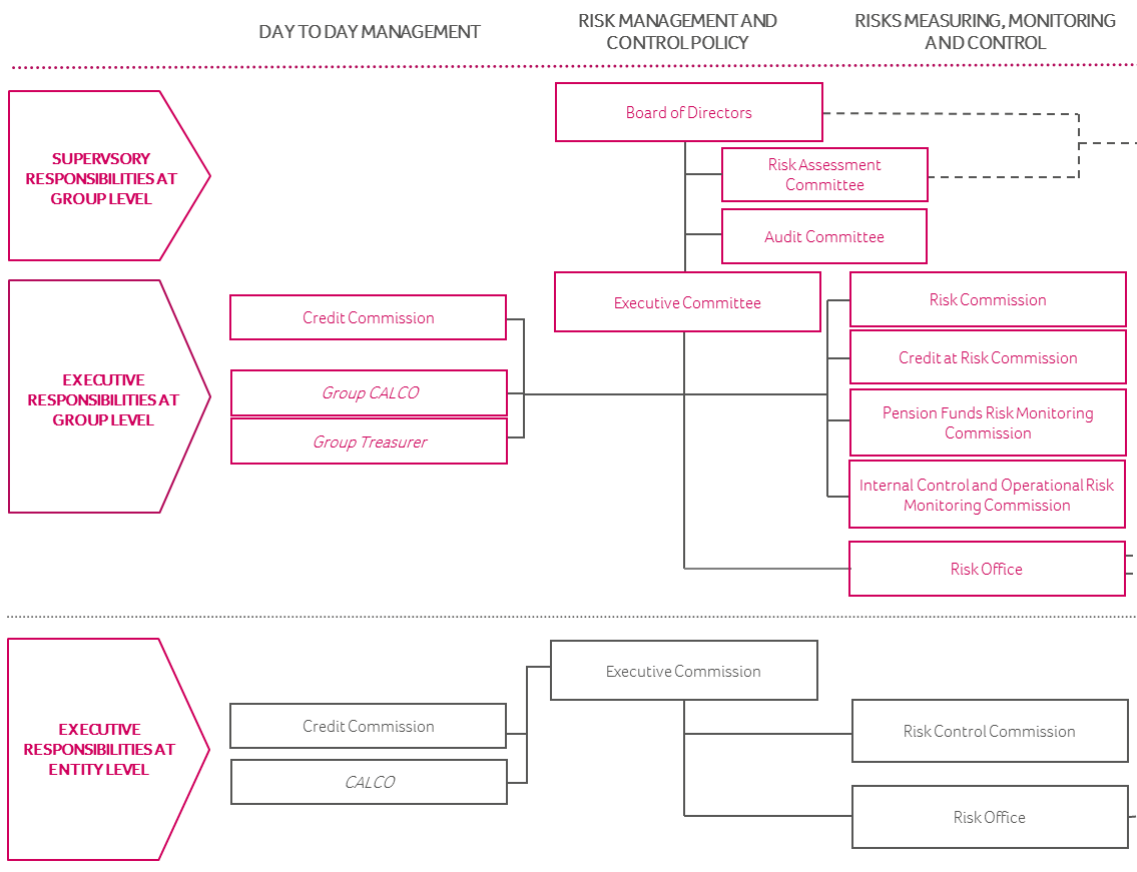 DAY TO DAY MANAGEMENT
RISK MANAGEMENT AND
CONTROL POLICY
RISKS MEASURING, MONITORING
AND CONTROL
SUPERVSORY
RESPONSIBILITIES AT
GROUP LEVEL
Board of Directors
Risk Assessment
Committee
Audit Committee
EXECUTIVE
RESPONSIBILITIES AT
GROUP LEVEL
Credit Commission
Group CALCO
Group Treasurer
Executive Committee
Risk Commission
Credit at Risk Commission
Pension Funds Risk Monitoring
Commission
Internal Control and Operational Risk
Monitoring Commission
Risk Office
EXECUTIVE
RESPONSIBILITIES AT
ENTITY LEVEL
Credit Commission
CALCO
Executive Commission
Risk Control Commission
Risk Office